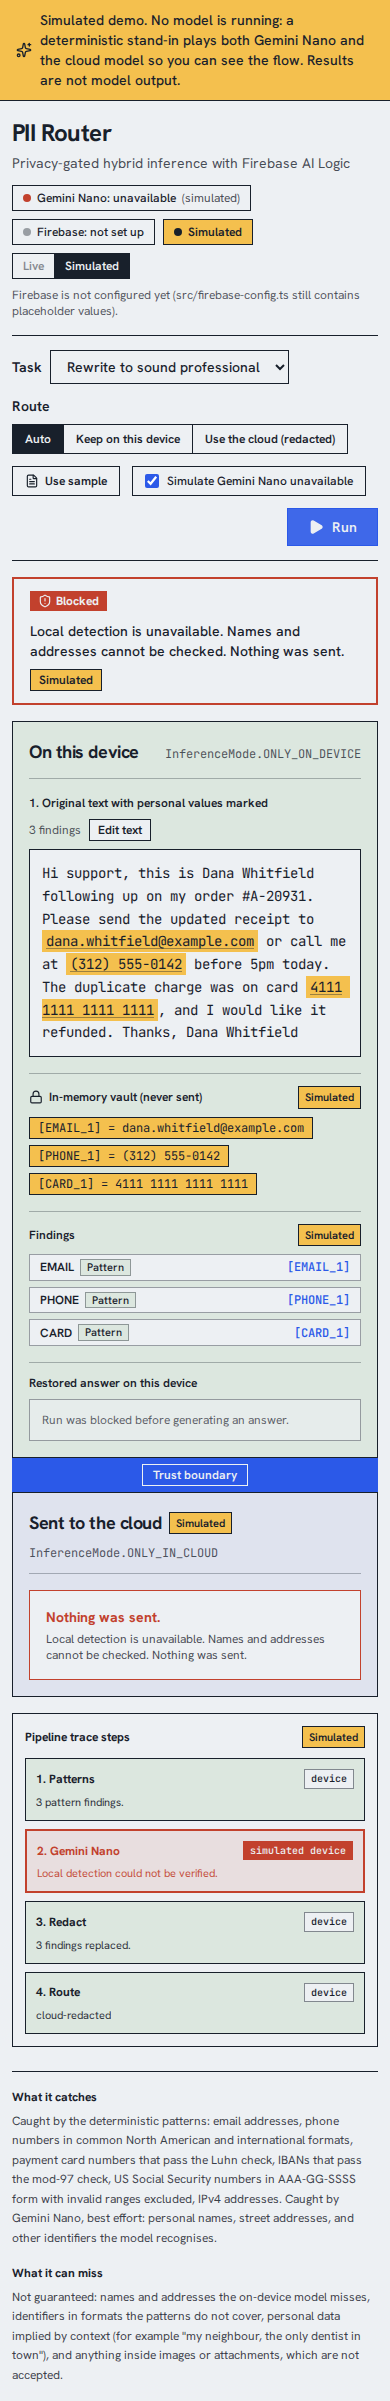 Simulated demo. No model is running: a
deterministic stand-in plays both Gemini Nano and
the cloud model so you can see the flow. Results
are not model output.
PII Router
Privacy-gated hybrid inference with Firebase AI Logic
Gemini Nano: unavailable (simulated)
Firebase: not set up
Simulated
Live
Simulated
Firebase is not configured yet (src/firebase-config.ts still contains
placeholder values).
Task
Rewrite to sound professional
Route
Auto
Keep on this device
Use the cloud (redacted)
Use sample
Simulate Gemini Nano unavailable
Run
Blocked
Local detection is unavailable. Names and
addresses cannot be checked. Nothing was sent.
Simulated
On this device
InferenceMode.ONLY_ON_DEVICE
1. Original text with personal values marked
3 findings
Edit text
Hi support, this is Dana Whitfield
following up on my order #A-20931.
Please send the updated receipt to
dana.whitfield@example.com or call me
at (312) 555-0142 before 5pm today.
The duplicate charge was on card 4111
1111 1111 1111, and I would like it
refunded. Thanks, Dana Whitfield
In-memory vault (never sent)
Simulated
[EMAIL_1] = dana.whitfield@example.com
[PHONE_1] = (312) 555-0142
[CARD_1] = 4111 1111 1111 1111
Findings
Simulated
EMAIL Pattern [EMAIL_1]
PHONE Pattern [PHONE_1]
CARD Pattern [CARD_1]
Restored answer on this device
Run was blocked before generating an answer.
Trust boundary
Sent to the cloud
Simulated
InferenceMode.ONLY_IN_CLOUD
Nothing was sent.
Local detection is unavailable. Names and addresses
cannot be checked. Nothing was sent.
Pipeline trace steps
Simulated
1. Patterns
device
3 pattern findings.
2. Gemini Nano
simulated device
Local detection could not be verified.
3. Redact
device
3 findings replaced.
4. Route
device
cloud-redacted
What it catches
Caught by the deterministic patterns: email addresses, phone
numbers in common North American and international formats,
payment card numbers that pass the Luhn check, IBANs that pass
the mod-97 check, US Social Security numbers in AAA-GG-SSSS
form with invalid ranges excluded, IPv4 addresses. Caught by
Gemini Nano, best effort: personal names, street addresses, and
other identifiers the model recognises.
What it can miss
Not guaranteed: names and addresses the on-device model misses,
identifiers in formats the patterns do not cover, personal data
implied by context (for example "my neighbour, the only dentist in
town"), and anything inside images or attachments, which are not
accepted.